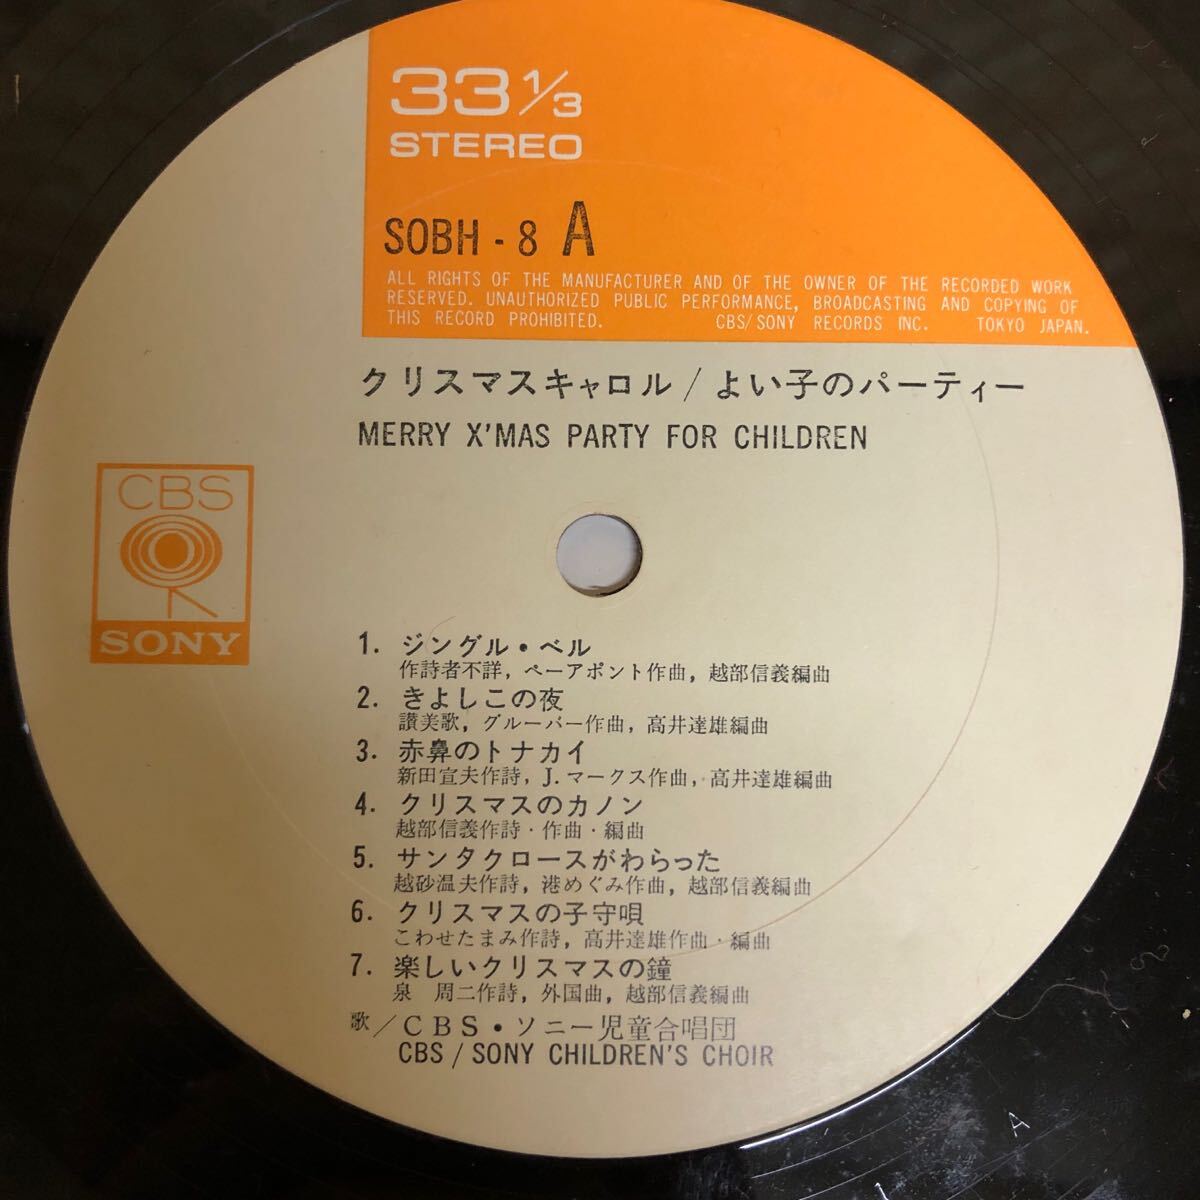 33 1/3
STEREO
SOBH - 8 A
ALL RIGHTS OF THE MANUFACTURER AND OF THE OWNER OF THE RECORDED WORK
RESERVED. UNAUTHORIZED PUBLIC PERFORMANCE, BROADCASTING AND COPYING OF
THIS RECORD PROHIBITED. CBS/SONY RECORDS INC. TOKYO JAPAN.
クリスマスキャロル/よい子のパーティー
MERRY X'MAS PARTY FOR CHILDREN
CBS
SONY
1. ジングル・ベル
作詩者不詳, ペーアポント作曲, 越部信義編曲
2. きよしこの夜
讃美歌, グルーバー作曲, 高井達雄編曲
3. 赤鼻のトナカイ
新田宣夫作詩, J.マークス作曲, 高井達雄編曲
4. クリスマスのカノン
越部信義作詩・作曲・編曲
5. サンタクロースがわらった
越砂温夫作詩, 港めぐみ作曲, 越部信義編曲
6. クリスマスの子守唄
こわせたまみ作詩, 高井達雄作曲・編曲
7. 楽しいクリスマスの鐘
泉 周二作詩, 外国曲, 越部信義編曲
歌/CBS・ソニー児童合唱団
CBS / SONY CHILDREN'S CHOIR
A